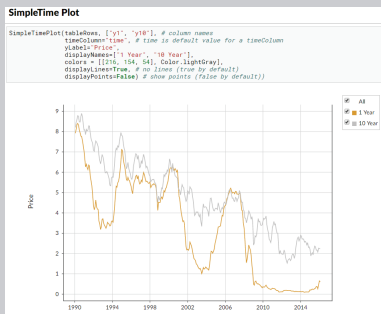 SimpleTime Plot
SimpleTimePlot(tableRows, ["y1", "y10"], # column names
timeColumn="time", # time is default value for a timeColumn
yLabel="Price",
displayNames=["1 Year", "10 Year"],
colors = [[216, 154, 54], Color.lightGray],
displayLines=True, # no lines (true by default)
displayPoints=False) # show points (false by default))
All
1 Year
10 Year
Price
9
8
7
6
5
4
3
2
1
0
1990
1994
1998
2002
2006
2010
2014